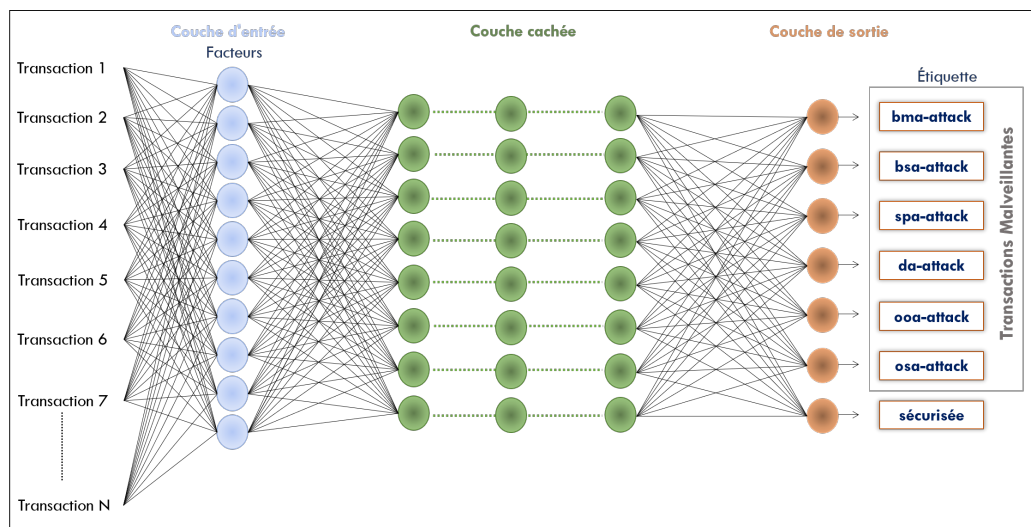 Couche d'entrée
Couche cachée
Couche de sortie
Facteurs
Étiquette
Transaction 1
Transaction 2
Transaction 3
Transaction 4
Transaction 5
Transaction 6
Transaction 7
Transaction N
bma-attack
bsa-attack
spa-attack
da-attack
ooa-attack
osa-attack
sécurisée
Transactions Malveillantes